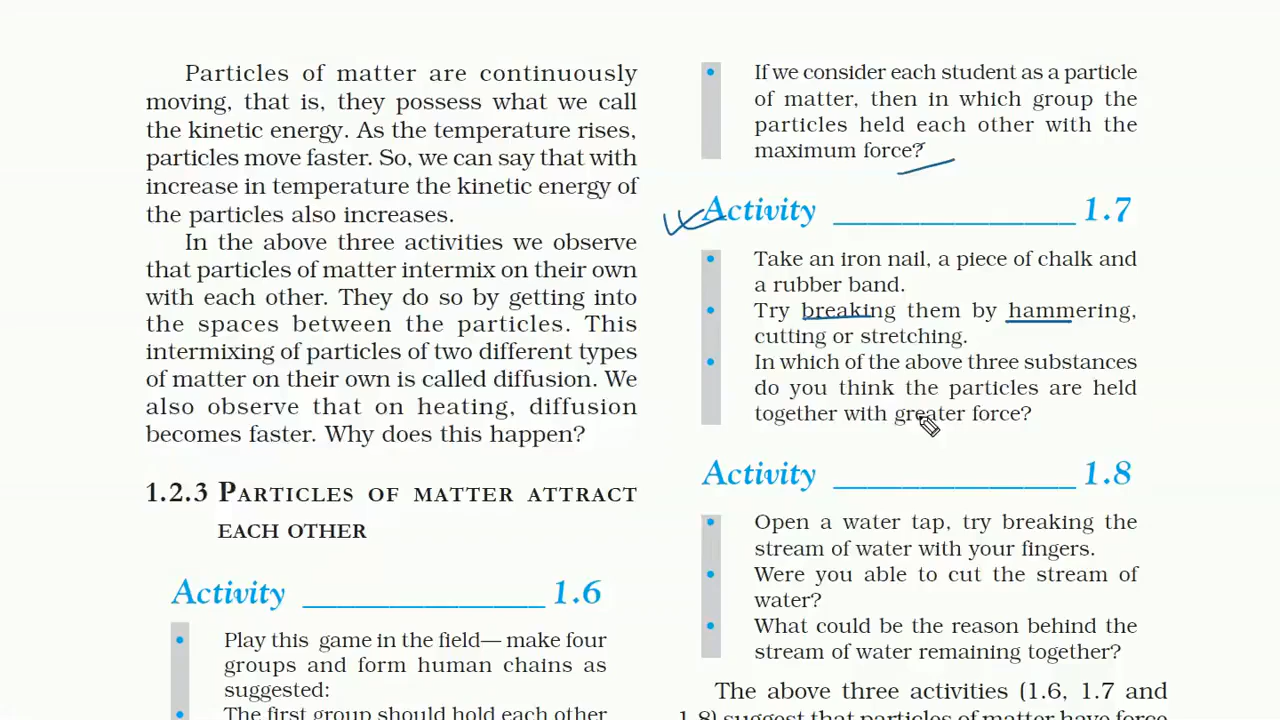 Particles of matter are continuously
moving, that is, they possess what we call
the kinetic energy. As the temperature rises,
particles move faster. So, we can say that with
increase in temperature the kinetic energy of
the particles also increases.
In the above three activities we observe
that particles of matter intermix on their own
with each other. They do so by getting into
the spaces between the particles. This
intermixing of particles of two different types
of matter on their own is called diffusion. We
also observe that on heating, diffusion
becomes faster. Why does this happen?
1.2.3 PARTICLES OF MATTER ATTRACT
EACH OTHER
Activity ______________ 1.6
• Play this game in the field— make four
groups and form human chains as
suggested:
• The first group should hold each other
• If we consider each student as a particle
of matter, then in which group the
particles held each other with the
maximum force?
Activity ______________ 1.7
• Take an iron nail, a piece of chalk and
a rubber band.
• Try breaking them by hammering,
cutting or stretching.
• In which of the above three substances
do you think the particles are held
together with greater force?
Activity ______________ 1.8
• Open a water tap, try breaking the
stream of water with your fingers.
• Were you able to cut the stream of
water?
• What could be the reason behind the
stream of water remaining together?
The above three activities (1.6, 1.7 and
1.8) suggest that particles of matter have force